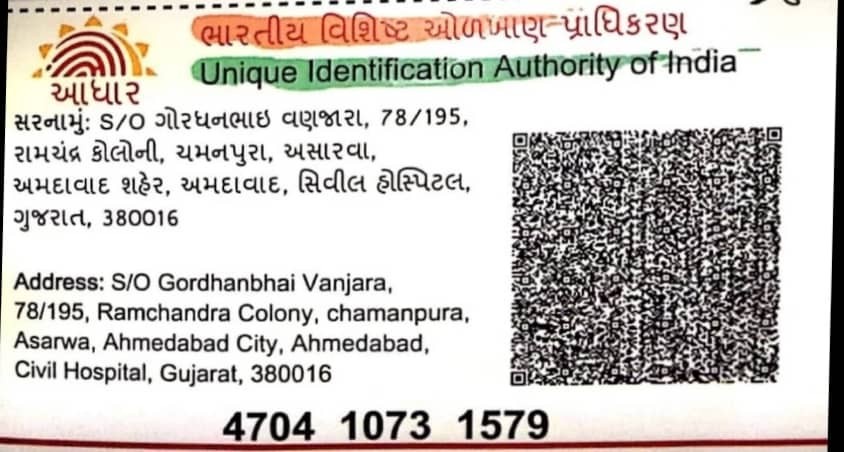 ભારતીય વિશિષ્ટ ઓળખાણ પ્રાધિકરણ
Unique Identification Authority of India
આધાર
સરનામું: S/O ગોરધનભાઇ વણજારા, 78/195,
રામચંદ્ર કોલોની, ચમનપુરા, અસારવા,
અમદાવાદ શહેર, અમદાવાદ, સિવીલ હોસ્પિટલ,
ગુજરાત, 380016
Address: S/O Gordhanbhai Vanjara,
78/195, Ramchandra Colony, chamanpura,
Asarwa, Ahmedabad City, Ahmedabad,
Civil Hospital, Gujarat, 380016
4704 1073 1579